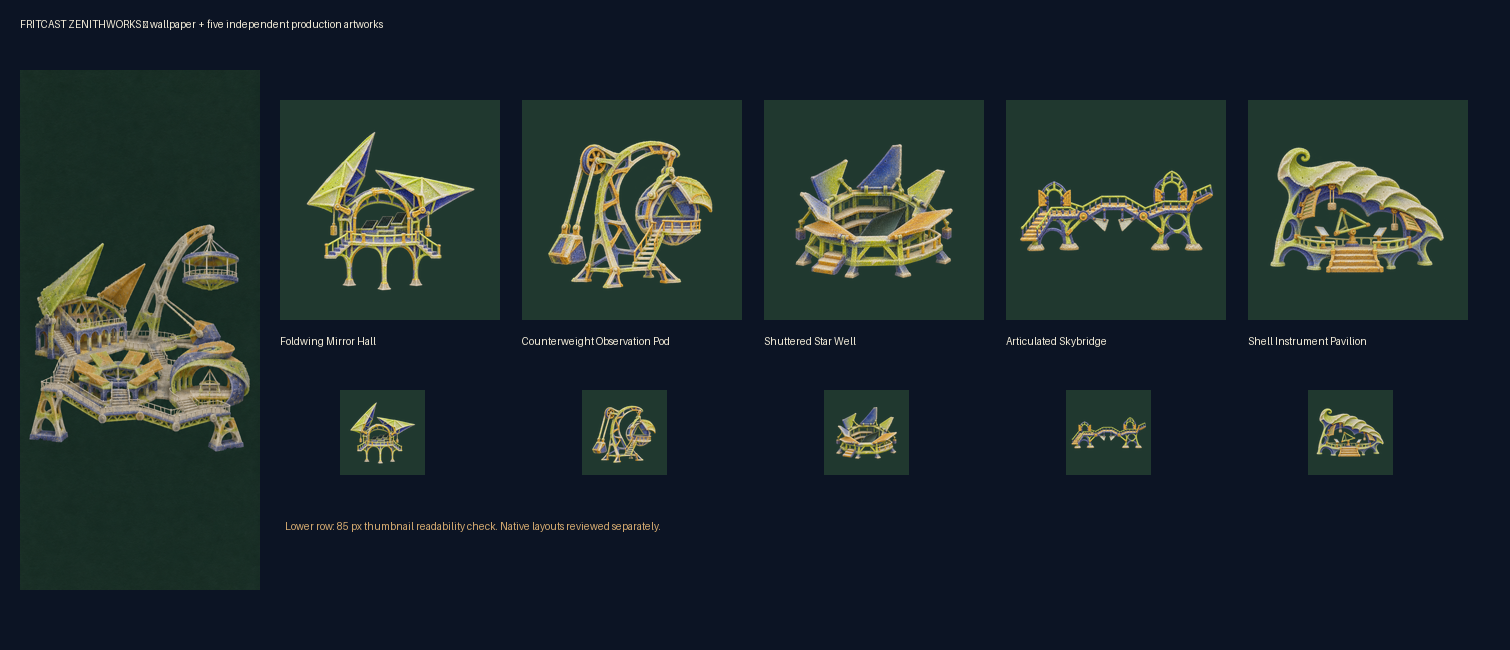 FRITCAST ZENITHWORKS▯wallpaper + five independent production artworks
Foldwing Mirror Hall
Counterweight Observation Pod
Shuttered Star Well
Articulated Skybridge
Shell Instrument Pavilion
Lower row: 85 px thumbnail readability check. Native layouts reviewed separately.